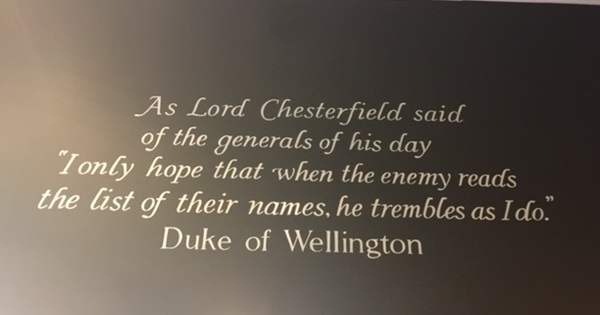 As Lord Chesterfield said
of the generals of his day
"I only hope that when the enemy reads
the list of their names, he trembles as I do."
Duke of Wellington